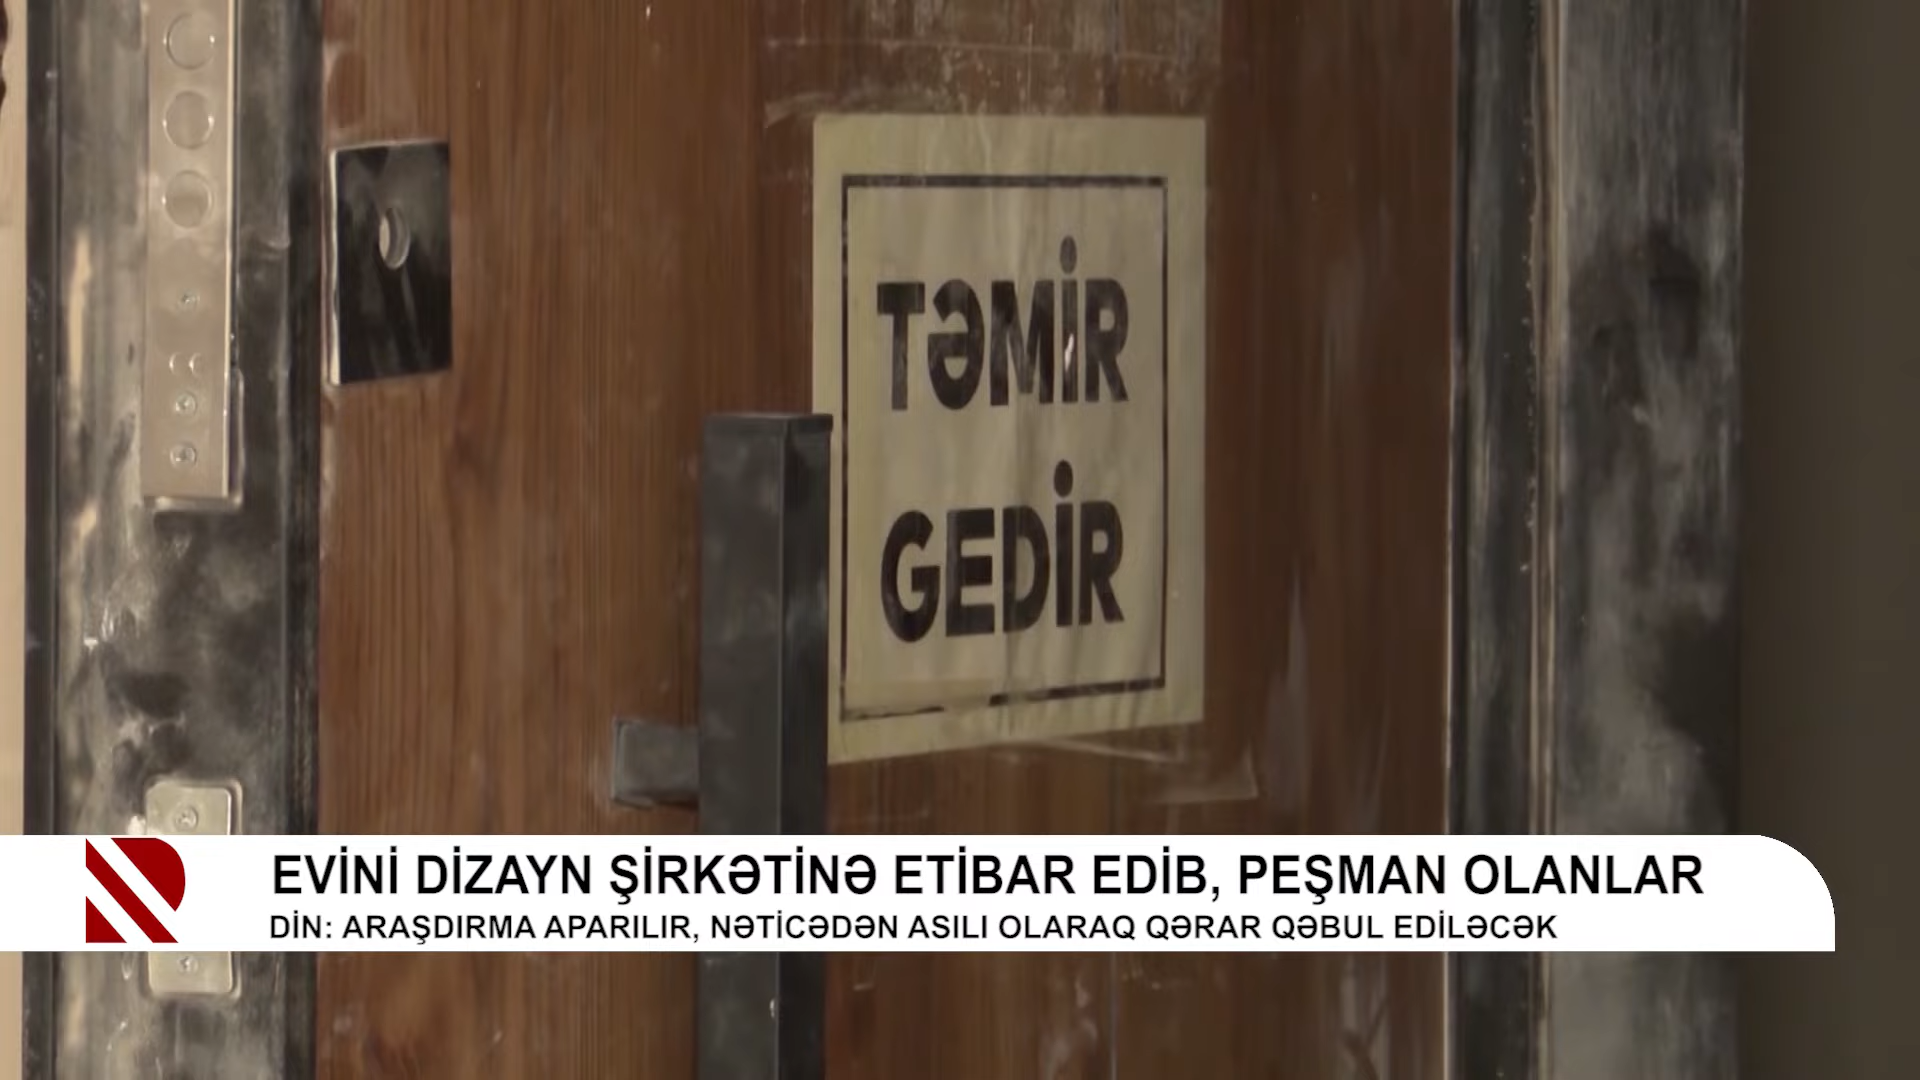 TƏMİR
GEDİR
EVİNİ DİZAYN ŞİRKƏTİNƏ ETİBAR EDİB, PEŞMAN OLANLAR
DİN: ARAŞDIRMA APARILIR, NƏTİCƏDƏN ASILI OLARAQ QƏRAR QƏBUL EDİLƏCƏK